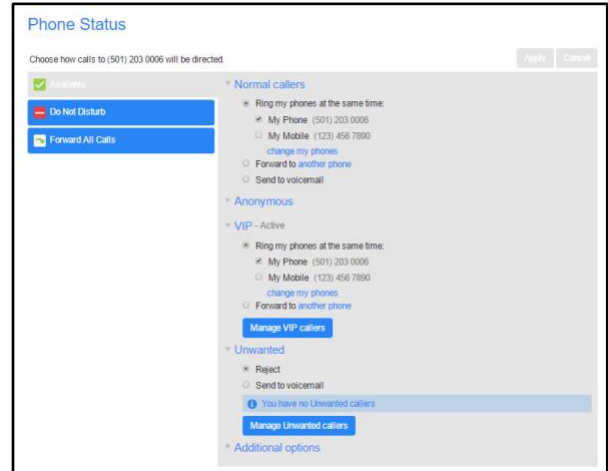 Phone Status
Choose how calls to (501) 203 0006 will be directed.
Apply Cancel
Available
Do Not Disturb
Forward All Calls
Normal callers
Ring my phones at the same time:
My Phone (501) 203 0006
My Mobile (123) 456 7890
change my phones
Forward to another phone
Send to voicemail
Anonymous
VIP - Active
Ring my phones at the same time:
My Phone (501) 203 0006
My Mobile (123) 456 7890
change my phones
Forward to another phone
Manage VIP callers
Unwanted
Reject
Send to voicemail
You have no Unwanted callers
Manage Unwanted callers
Additional options